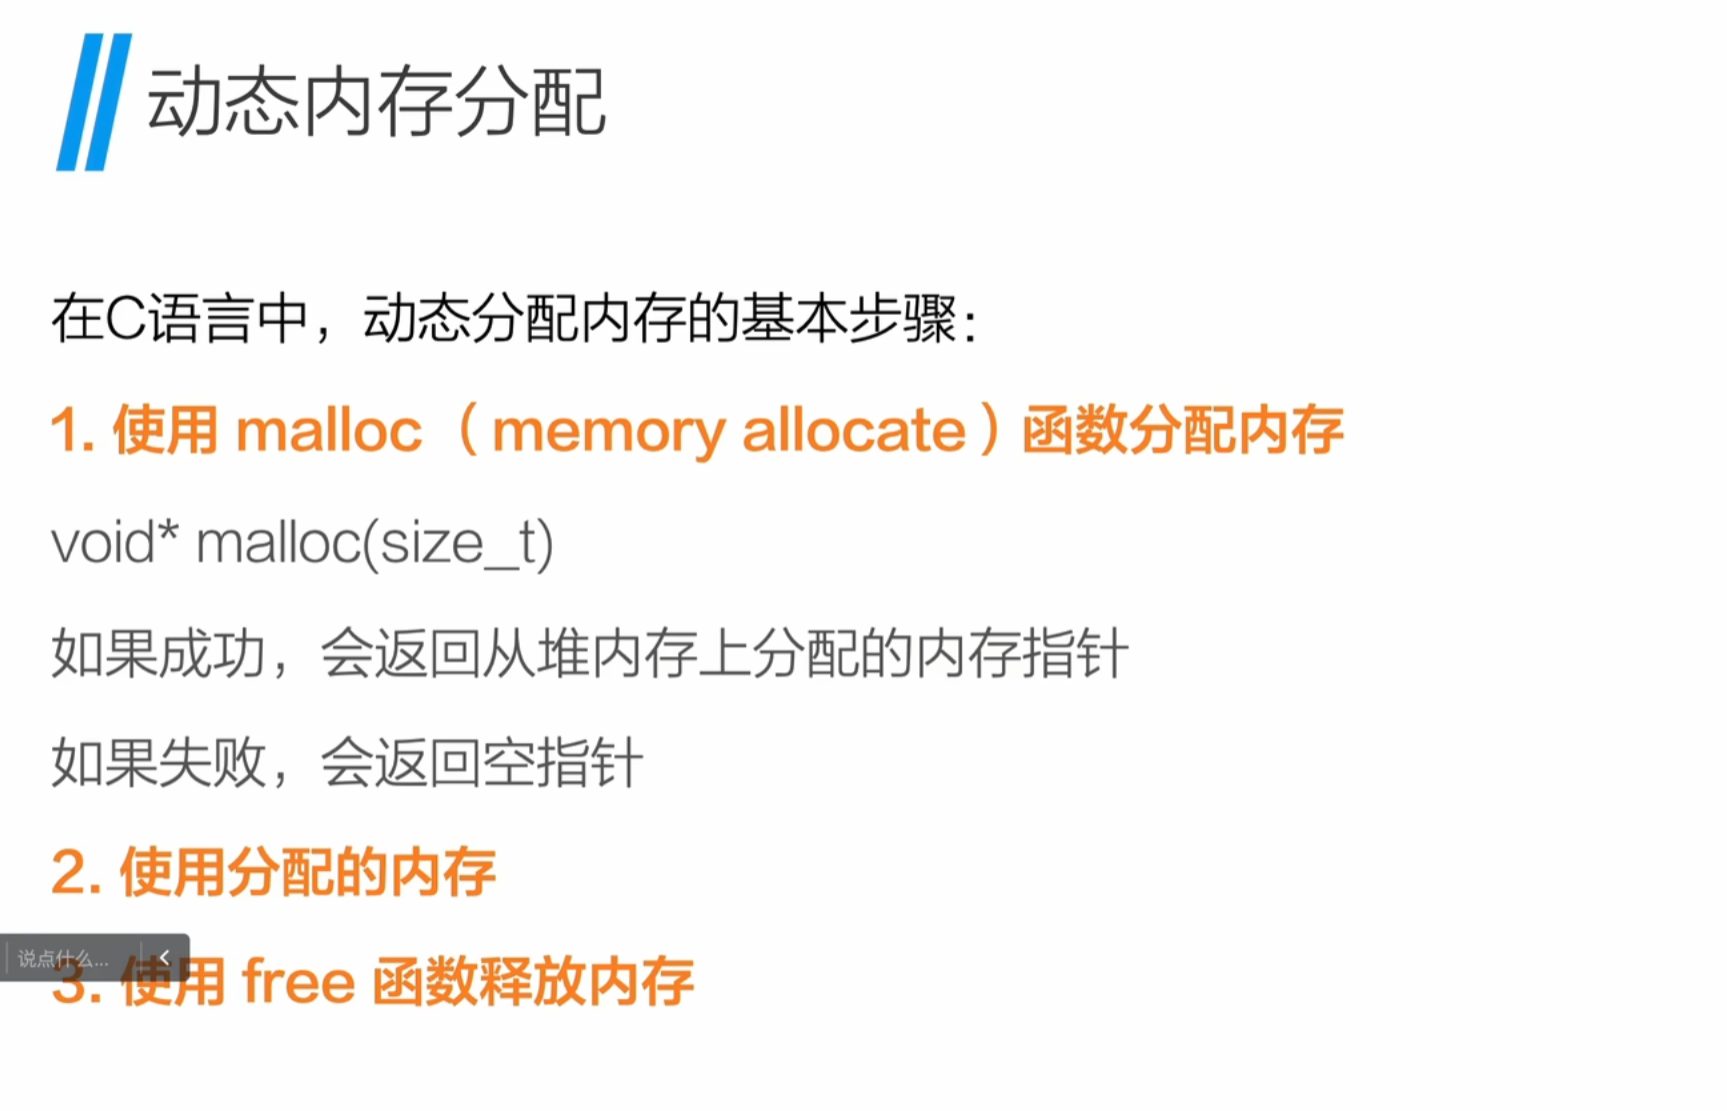 动态内存分配
在C语言中，动态分配内存的基本步骤：
1. 使用 malloc （memory allocate）函数分配内存
void* malloc(size_t)
如果成功，会返回从堆内存上分配的内存指针
如果失败，会返回空指针
2. 使用分配的内存
说点什么...
3. 使用 free 函数释放内存